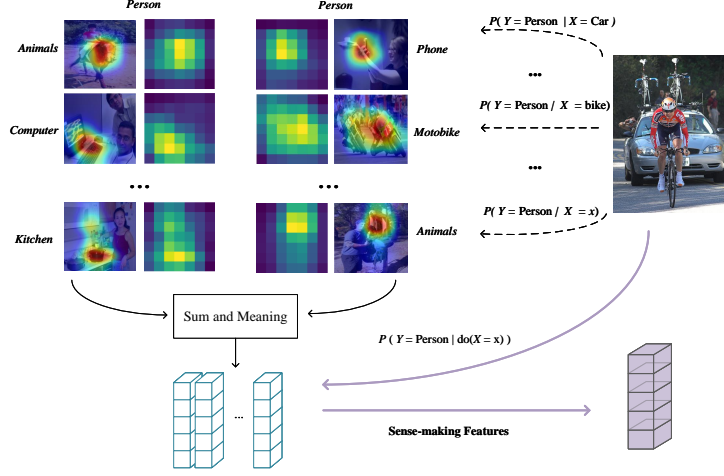 Person
Person
Animals
Phone
P( Y = Person | X = Car )
...
Computer
Motobike
P( Y = Person / X = bike)
...
...
...
Kitchen
Animals
P( Y = Person / X = x)
Sum and Meaning
P ( Y = Person | do(X = x) )
...
Sense-making Features